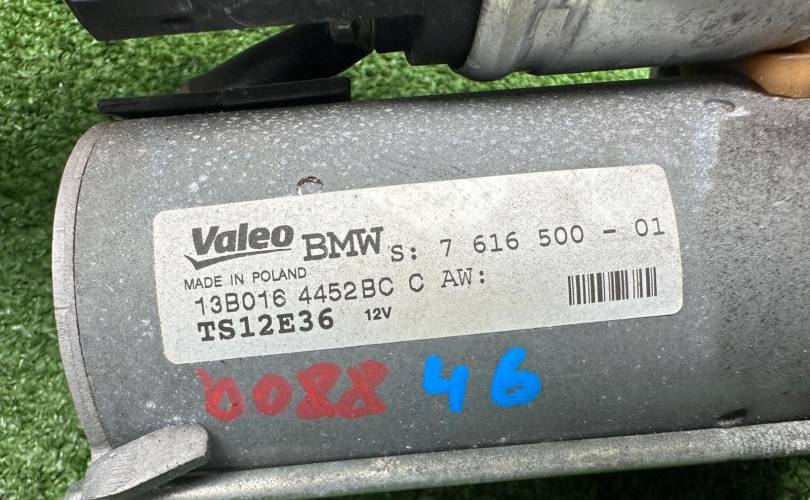 Valeo BMW S: 7 616 500 - 01
MADE IN POLAND
13B016 4452BC C AW:
TS12E36 12V
0088 46